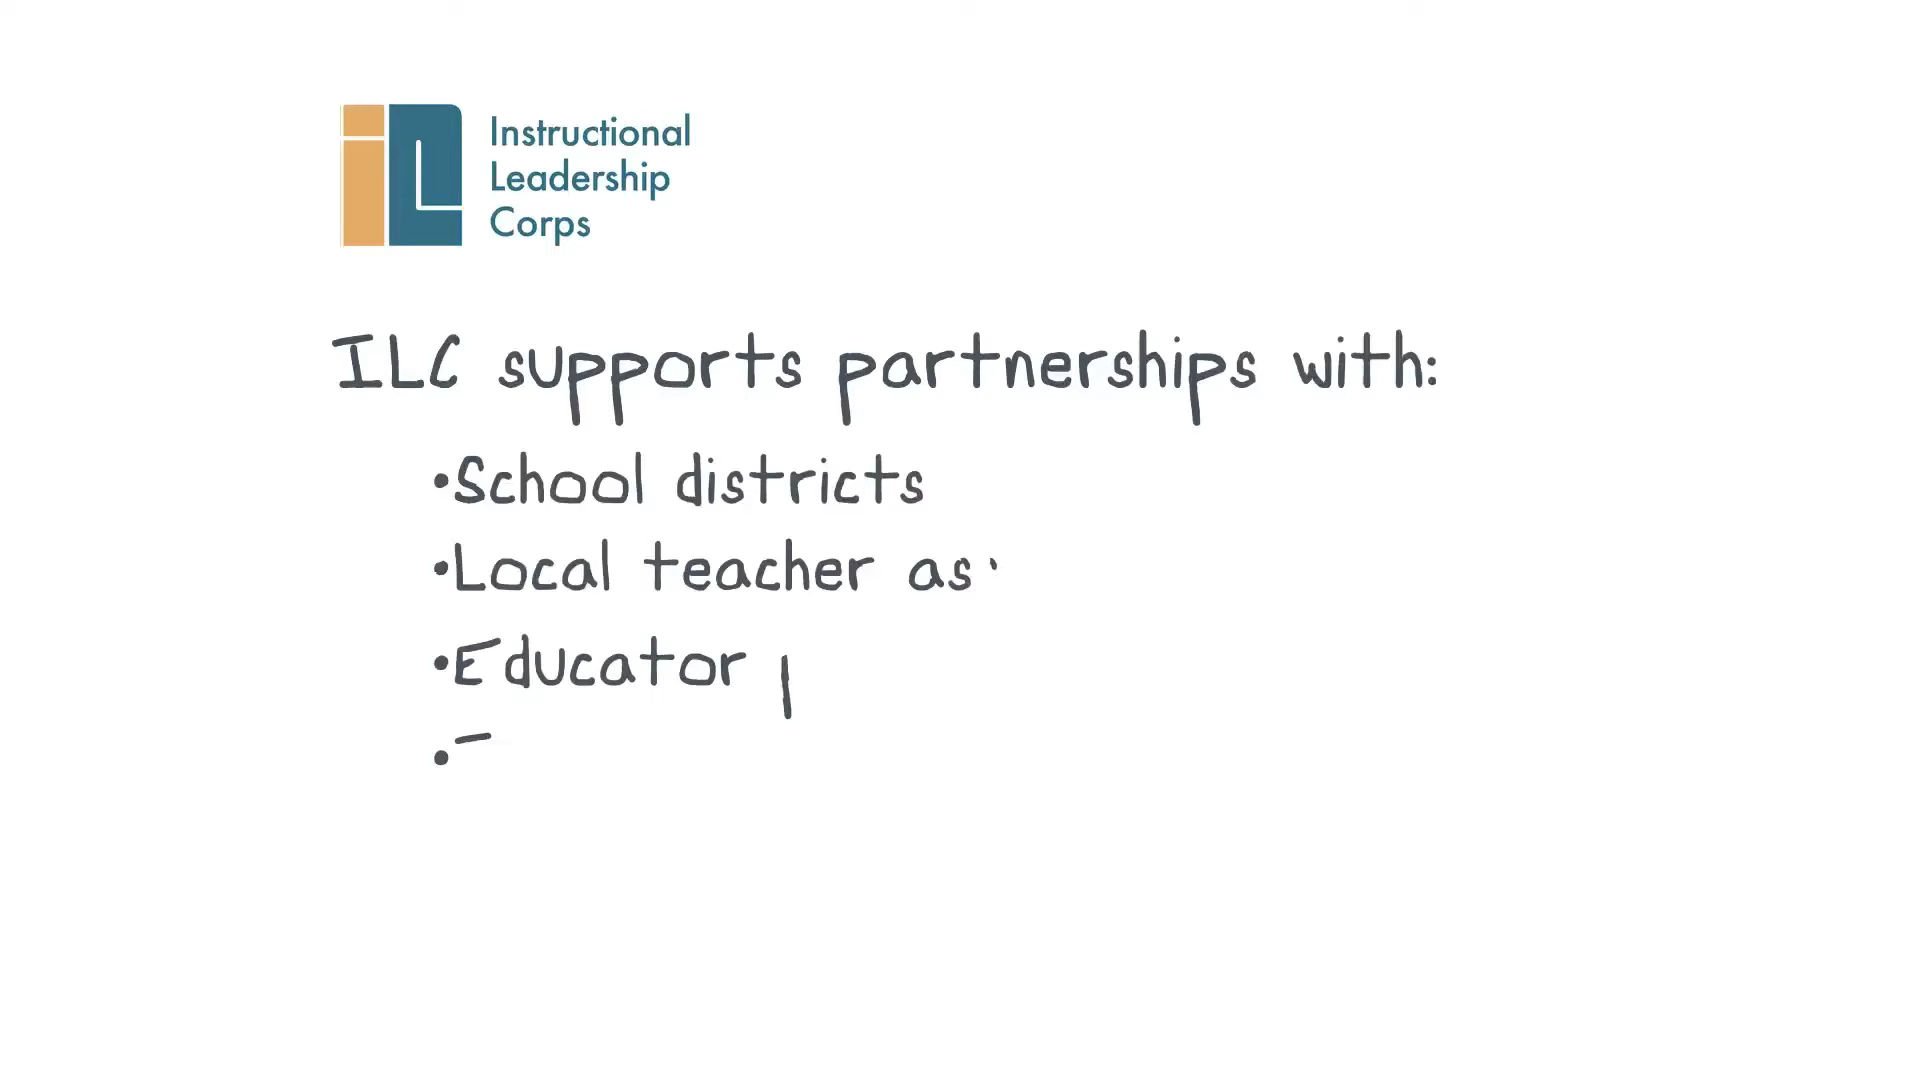 Instructional
Leadership
Corps
ILC supports partnerships with:
•School districts
•Local teacher as
•Educator
•